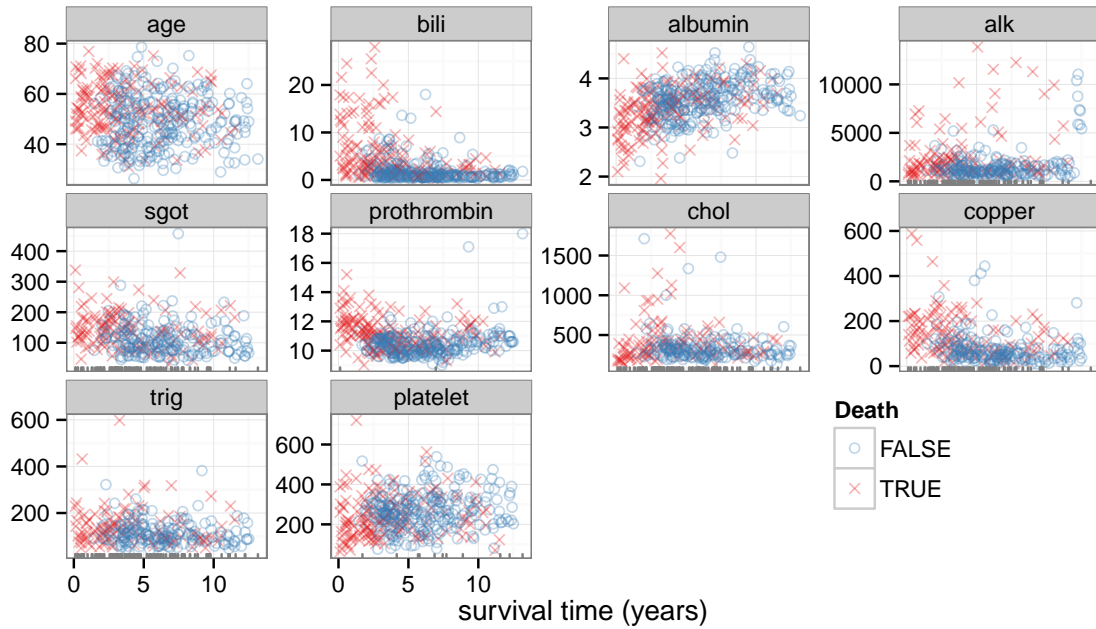 age
bili
albumin
alk
80
60
40
20
10
0
4
3
2
10000
5000
0
sgot
prothrombin
chol
copper
400
300
200
100
18
16
14
12
10
1500
1000
500
600
400
200
0
trig
platelet
600
400
200
600
400
200
0 5 10
0 5 10
survival time (years)
Death
FALSE
TRUE